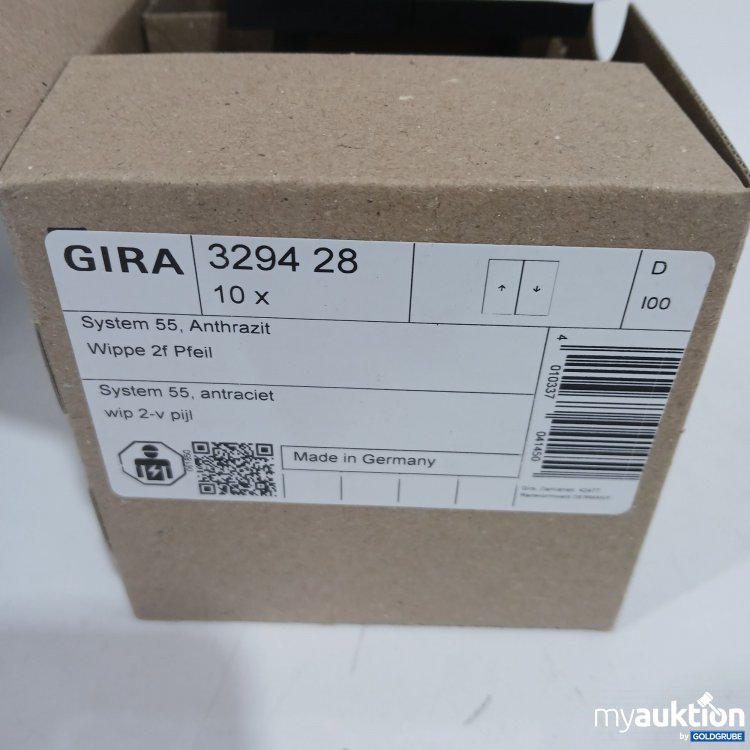 GIRA
3294 28
10 x
D
I00
System 55, Anthrazit
Wippe 2f Pfeil
System 55, antraciet
wip 2-v pijl
Made in Germany
4 010337 041450
myauktion
by GOLDGRUBE